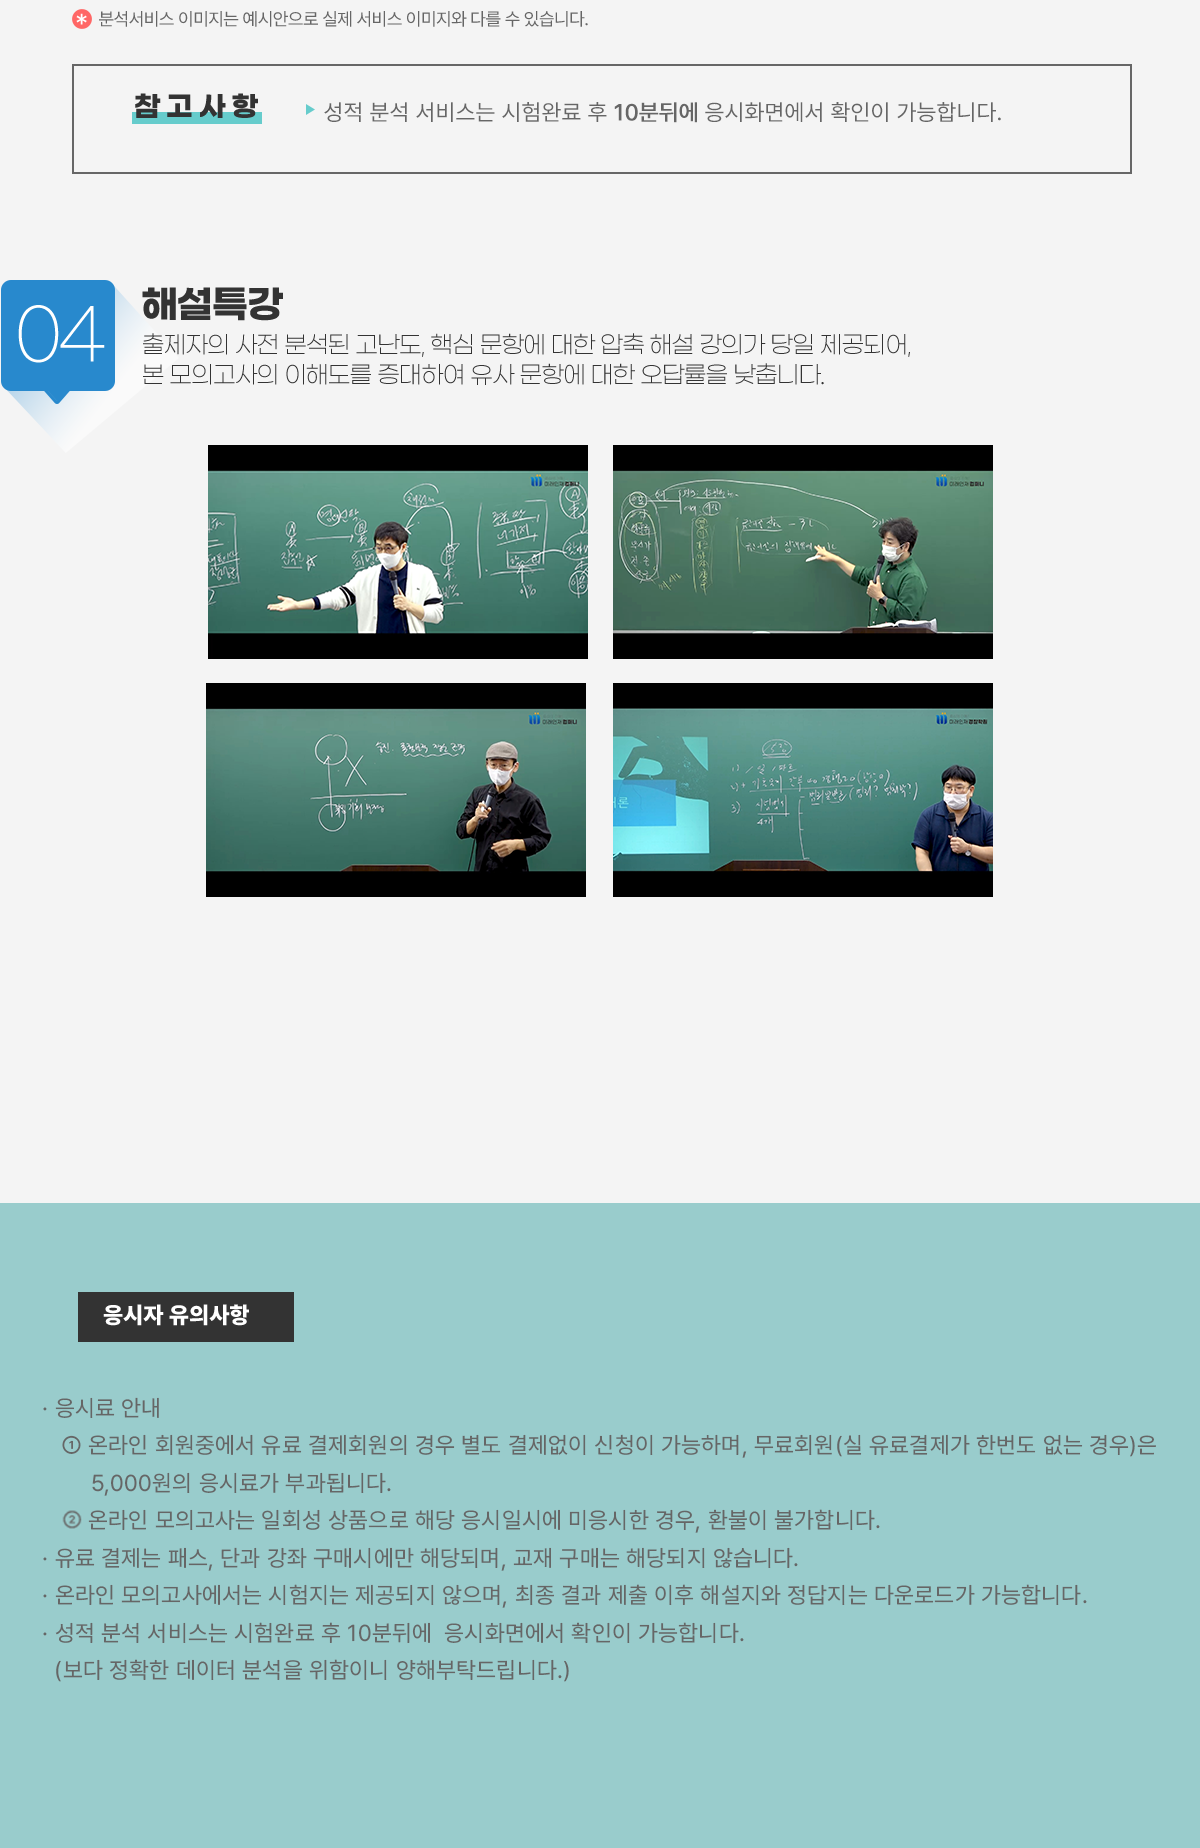 분석서비스 이미지는 예시안으로 실제 서비스 이미지와 다를 수 있습니다.
참고사항
성적 분석 서비스는 시험완료 후 10분뒤에 응시화면에서 확인이 가능합니다.
04
해설특강
출제자의 사전 분석된 고난도, 핵심 문항에 대한 압축 해설 강의가 당일 제공되어,
본 모의고사의 이해도를 증대하여 유사 문항에 대한 오답률을 낮춥니다.
응시자 유의사항
· 응시료 안내
① 온라인 회원중에서 유료 결제회원의 경우 별도 결제없이 신청이 가능하며, 무료회원(실 유료결제가 한번도 없는 경우)은
5,000원의 응시료가 부과됩니다.
② 온라인 모의고사는 일회성 상품으로 해당 응시일시에 미응시한 경우, 환불이 불가합니다.
· 유료 결제는 패스, 단과 강좌 구매시에만 해당되며, 교재 구매는 해당되지 않습니다.
· 온라인 모의고사에서는 시험지는 제공되지 않으며, 최종 결과 제출 이후 해설지와 정답지는 다운로드가 가능합니다.
· 성적 분석 서비스는 시험완료 후 10분뒤에 응시화면에서 확인이 가능합니다.
(보다 정확한 데이터 분석을 위함이니 양해부탁드립니다.)